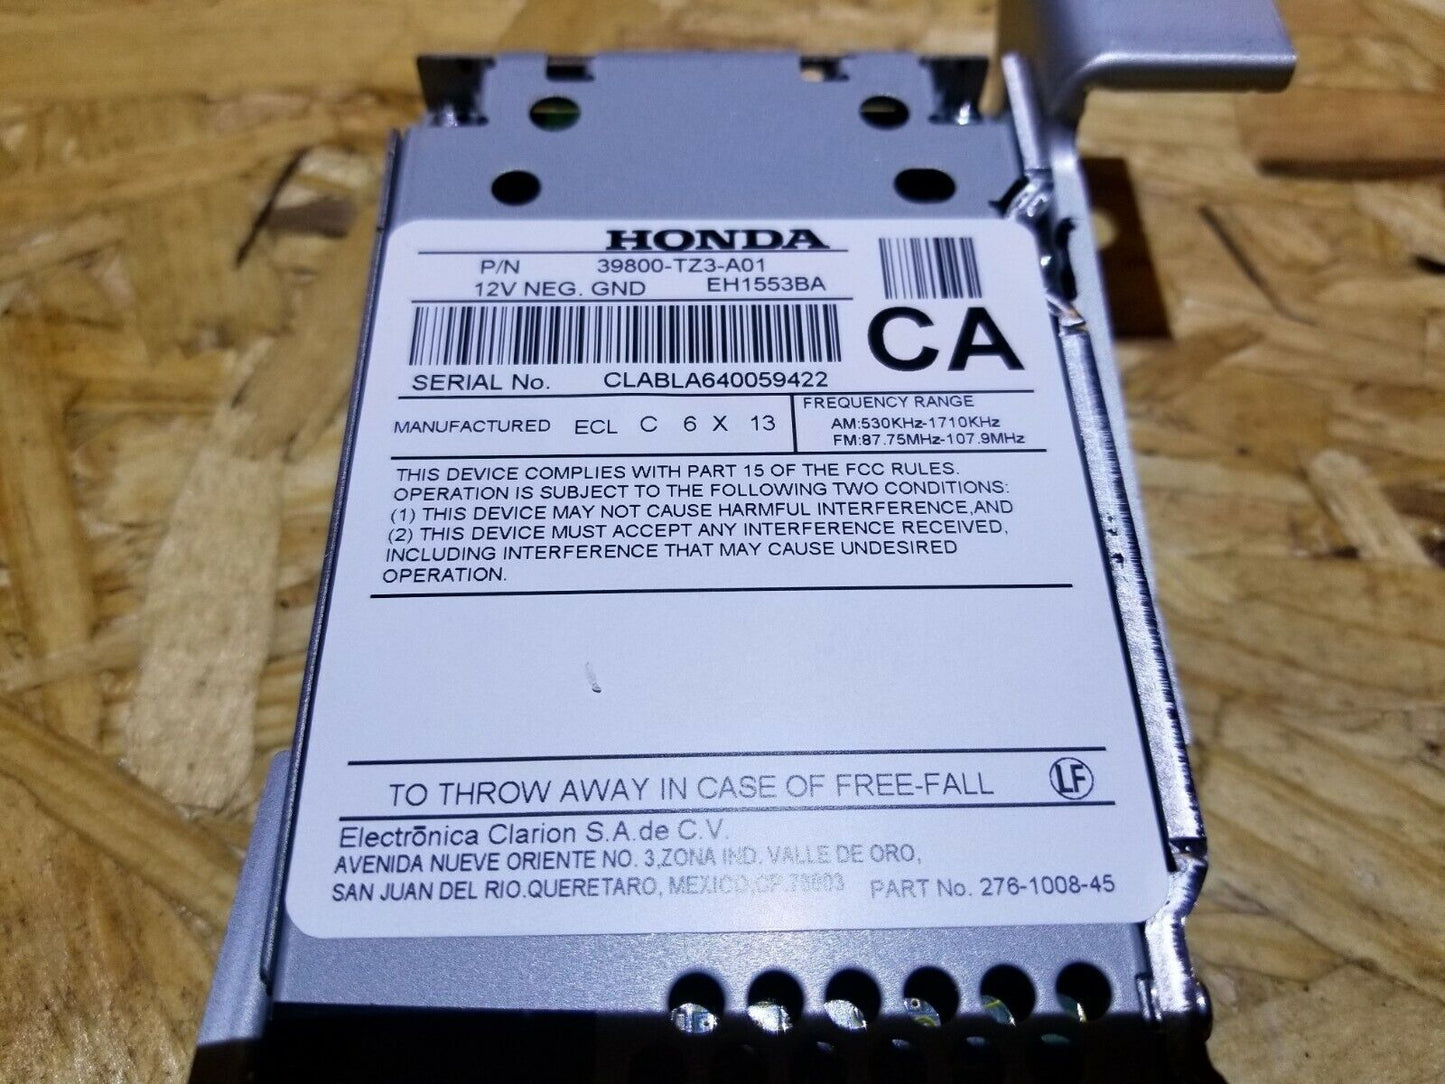 HONDA
P/N 39800-TZ3-A01
12V NEG. GND EH1553BA
CA
SERIAL No. CLABLA640059422
MANUFACTURED ECL C 6 X 13
FREQUENCY RANGE
AM:530KHz-1710KHz
FM:87.75MHz-107.9MHz
THIS DEVICE COMPLIES WITH PART 15 OF THE FCC RULES.
OPERATION IS SUBJECT TO THE FOLLOWING TWO CONDITIONS:
(1) THIS DEVICE MAY NOT CAUSE HARMFUL INTERFERENCE,AND
(2) THIS DEVICE MUST ACCEPT ANY INTERFERENCE RECEIVED,
INCLUDING INTERFERENCE THAT MAY CAUSE UNDESIRED
OPERATION.
TO THROW AWAY IN CASE OF FREE-FALL LF
Electrōnica Clarion S.A.de C.V.
AVENIDA NUEVE ORIENTE NO. 3,ZONA IND. VALLE DE ORO,
SAN JUAN DEL RIO.QUERETARO, MEXICO,CP.76803 PART No. 276-1008-45